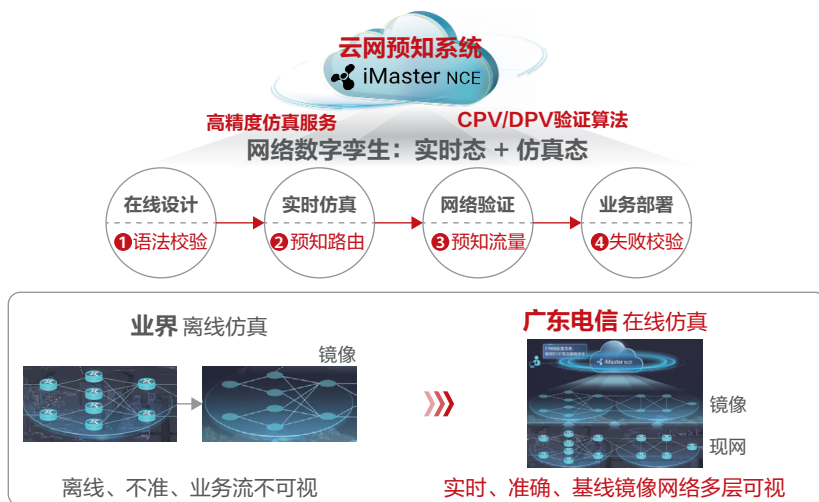 云网预知系统
iMaster NCE
高精度仿真服务
CPV/DPV验证算法
网络数字孪生：实时态 + 仿真态
在线设计
1语法校验
实时仿真
2预知路由
网络验证
3预知流量
业务部署
4失败校验
业界 离线仿真
镜像
离线、不准、业务流不可视
广东电信 在线仿真
iMaster NCE
镜像
现网
实时、准确、基线镜像网络多层可视